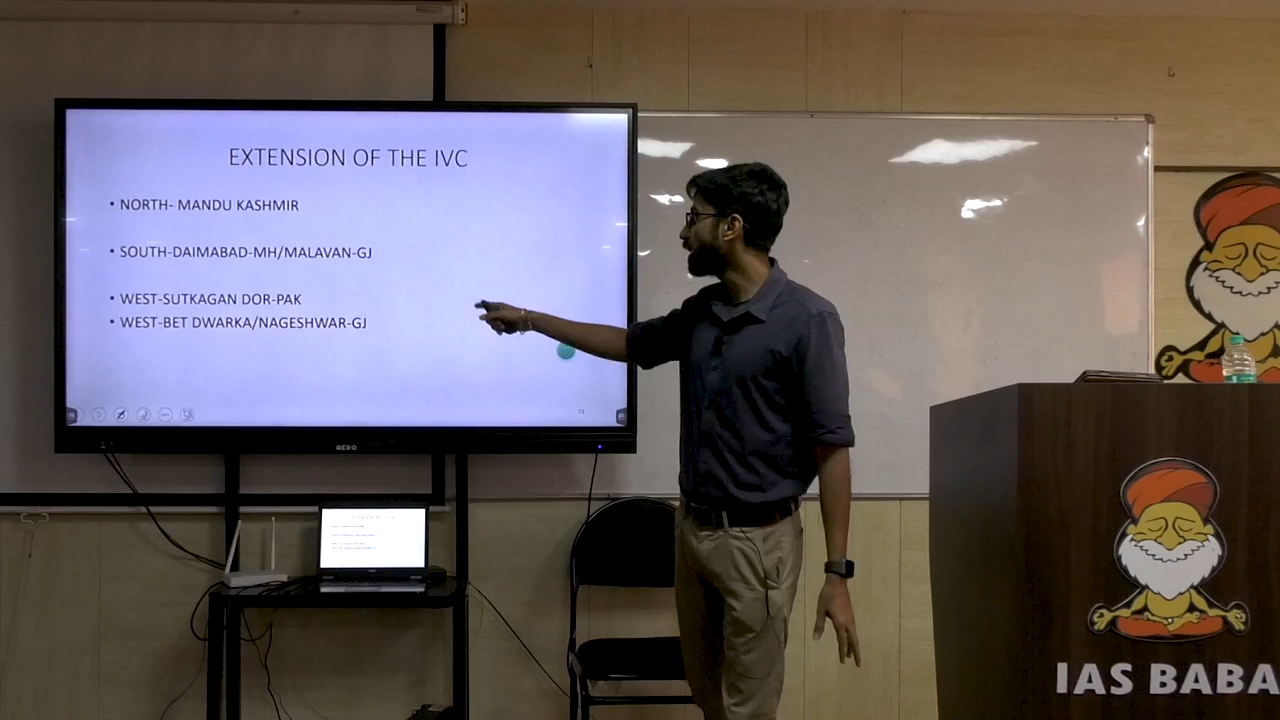 EXTENSION OF THE IVC
• NORTH- MANDU KASHMIR
• SOUTH-DAIMABAD-MH/MALAVAN-GJ
• WEST-SUTKAGAN DOR-PAK
• WEST-BET DWARKA/NAGESHWAR-GJ
73
IAS BABA